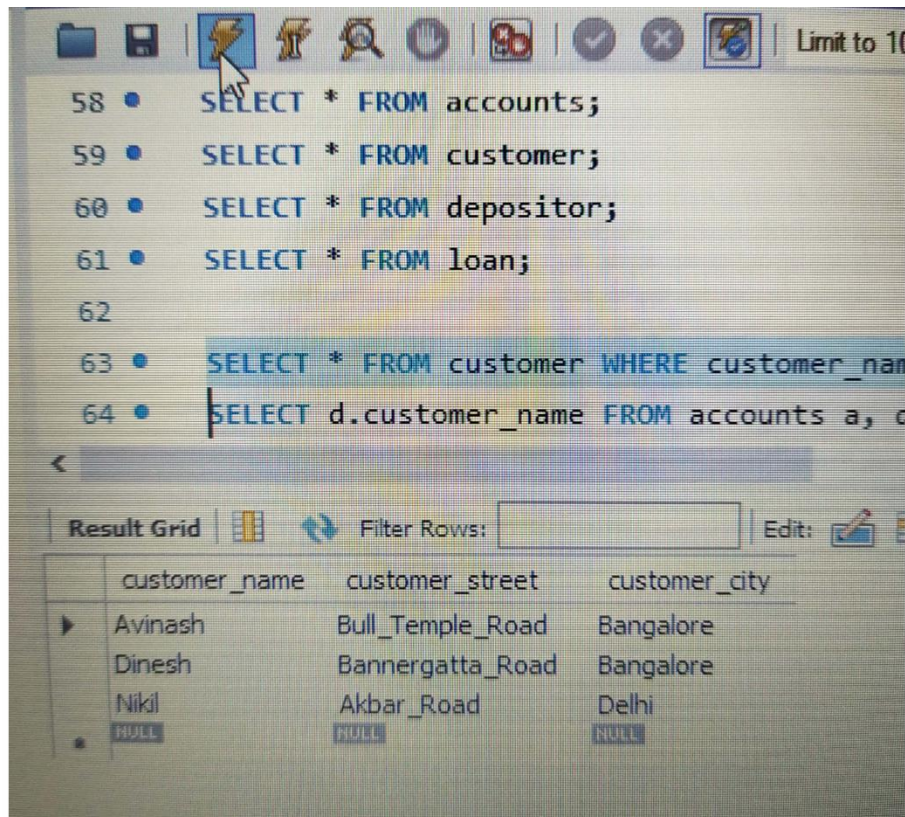 Limit to 10
58 SELECT * FROM accounts;
59 SELECT * FROM customer;
60 SELECT * FROM depositor;
61 SELECT * FROM loan;
62
63 SELECT * FROM customer WHERE customer_nam
64 SELECT d.customer_name FROM accounts a,
Result Grid Filter Rows: Edit:
customer_name customer_street customer_city
Avinash Bull_Temple_Road Bangalore
Dinesh Bannergatta_Road Bangalore
Nikil Akbar_Road Delhi
NULL NULL NULL